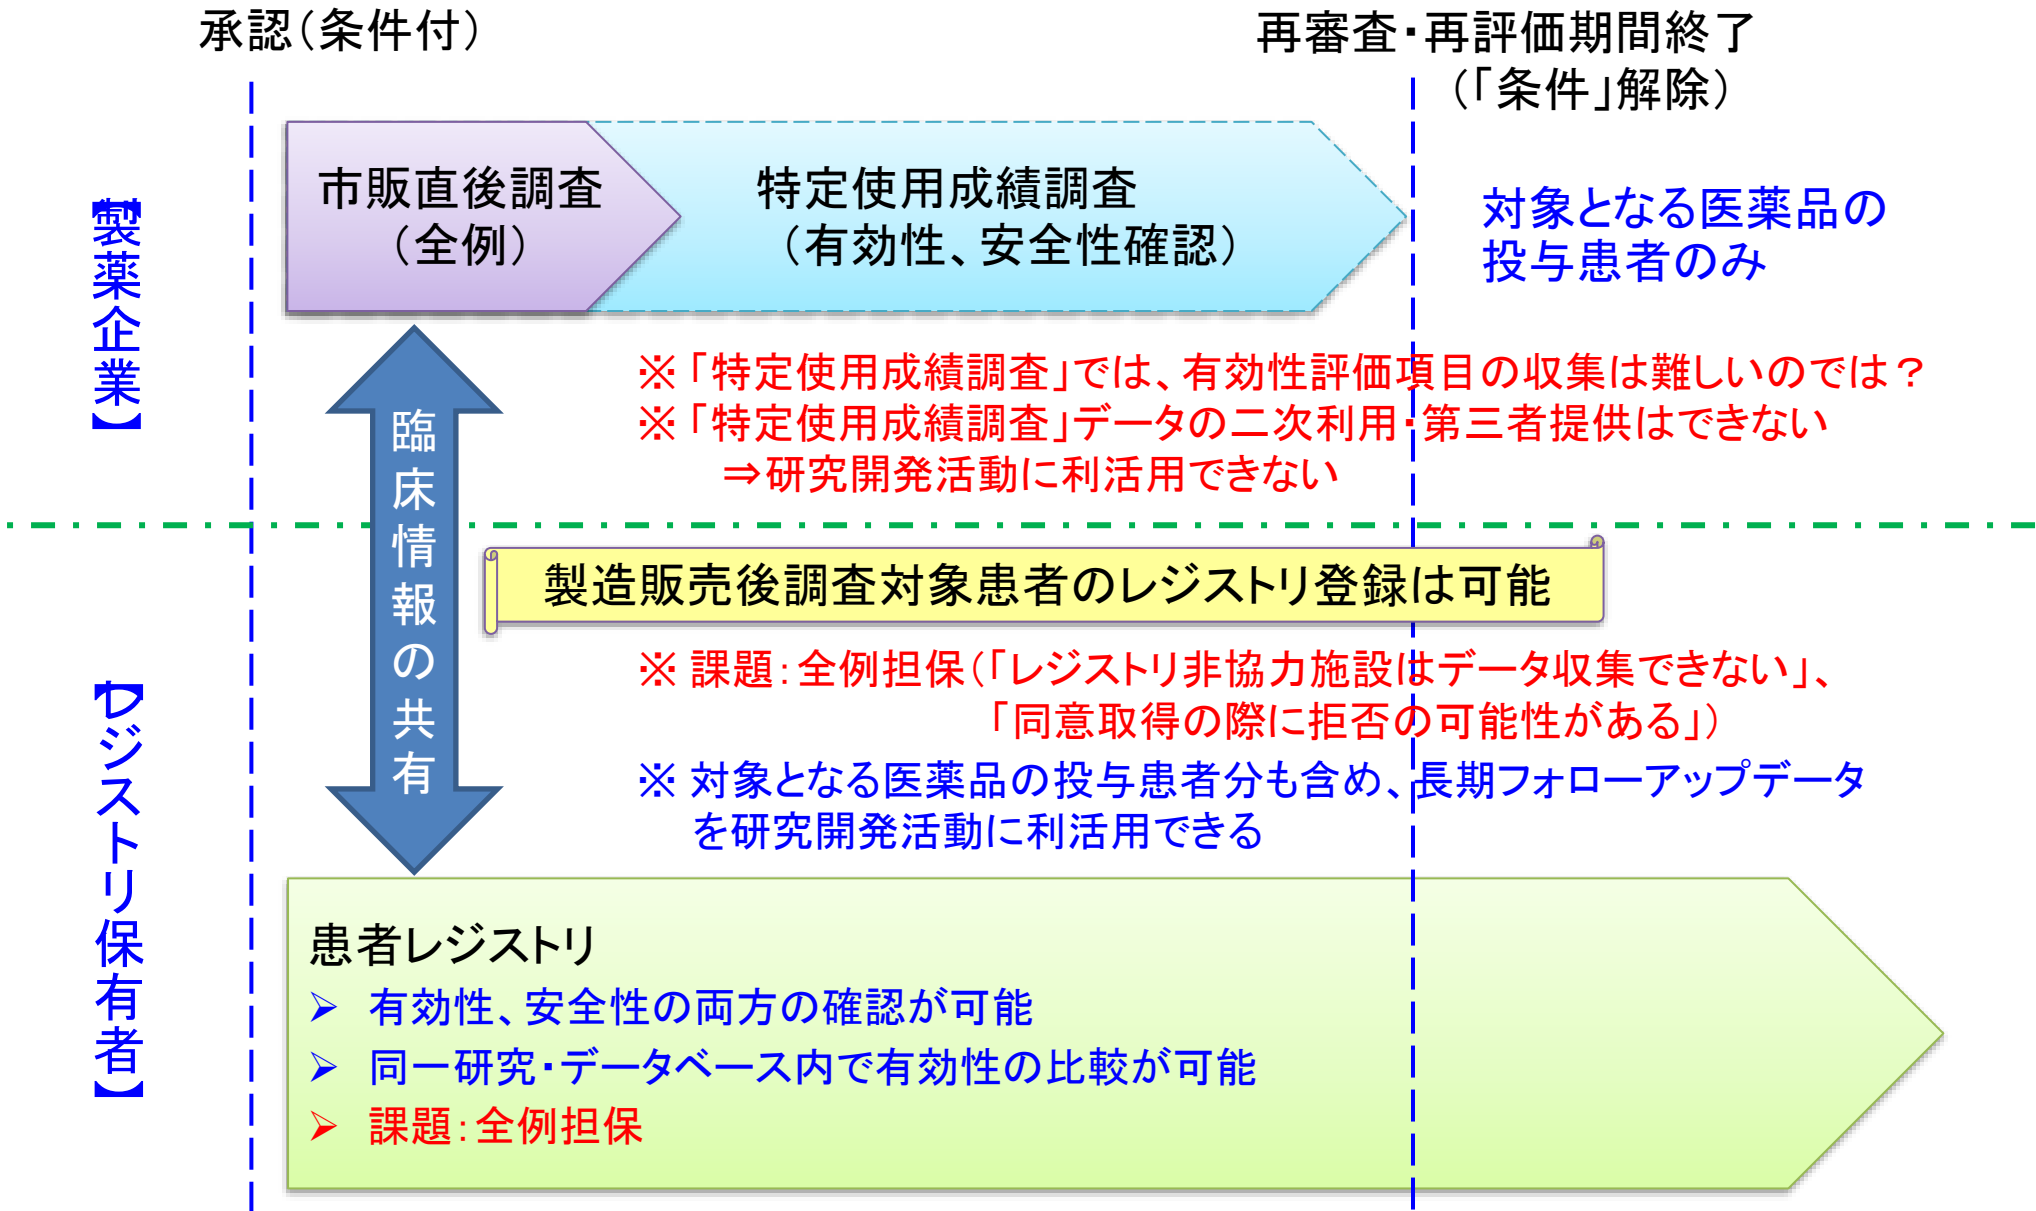 承認（条件付）
再審査・再評価期間終了
（「条件」解除）
【製薬企業】
市販直後調査
（全例）
特定使用成績調査
（有効性、安全性確認）
対象となる医薬品の
投与患者のみ
※「特定使用成績調査」では、有効性評価項目の収集は難しいのでは？
※「特定使用成績調査」データの二次利用・第三者提供はできない
⇒研究開発活動に利活用できない
臨床情報の共有
製造販売後調査対象患者のレジストリ登録は可能
【レジストリ保有者】
※ 課題：全例担保（「レジストリ非協力施設はデータ収集できない」、
「同意取得の際に拒否の可能性がある」）
※ 対象となる医薬品の投与患者分も含め、長期フォローアップデータ
を研究開発活動に利活用できる
患者レジストリ
➢ 有効性、安全性の両方の確認が可能
➢ 同一研究・データベース内で有効性の比較が可能
➢ 課題：全例担保